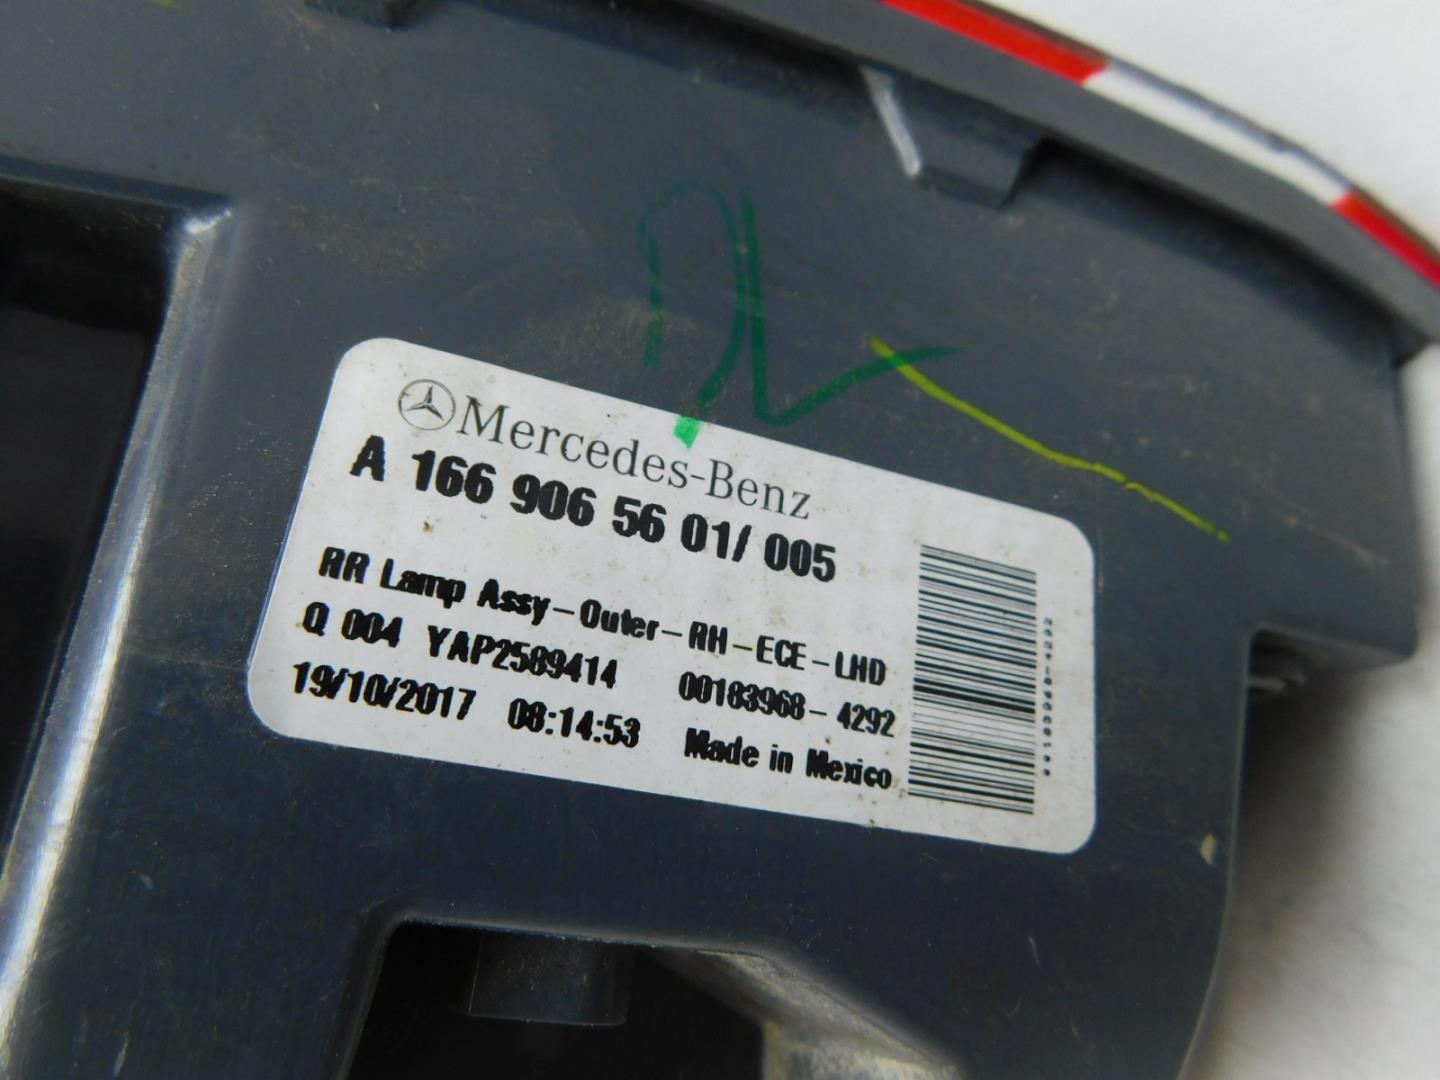 Mercedes-Benz
A 166 906 56 01/ 005
RR Lamp Assy-Outer-RH-ECE-LHD
Q 004 YAP2589414 00183968-4292
19/10/2017 08:14:53 Made in Mexico